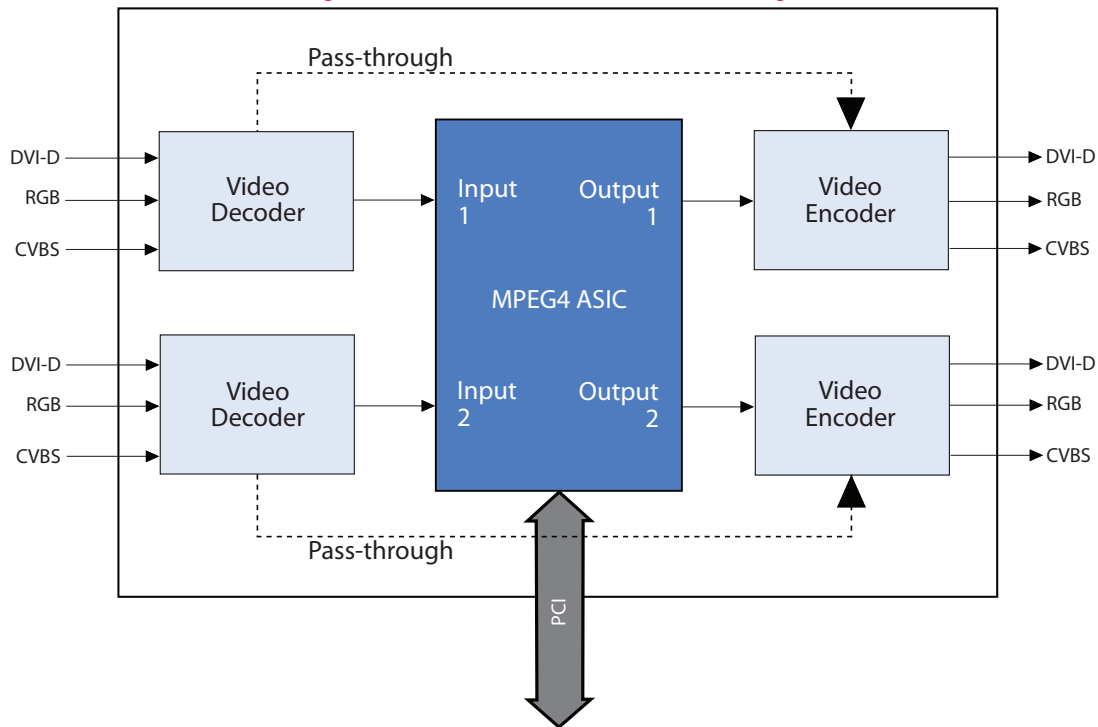 Pass-through
DVI-D
RGB
CVBS
Video
Decoder
Input
1
Output
1
Video
Encoder
DVI-D
RGB
CVBS
MPEG4 ASIC
DVI-D
RGB
CVBS
Video
Decoder
Input
2
Output
2
Video
Encoder
DVI-D
RGB
CVBS
Pass-through
PCI